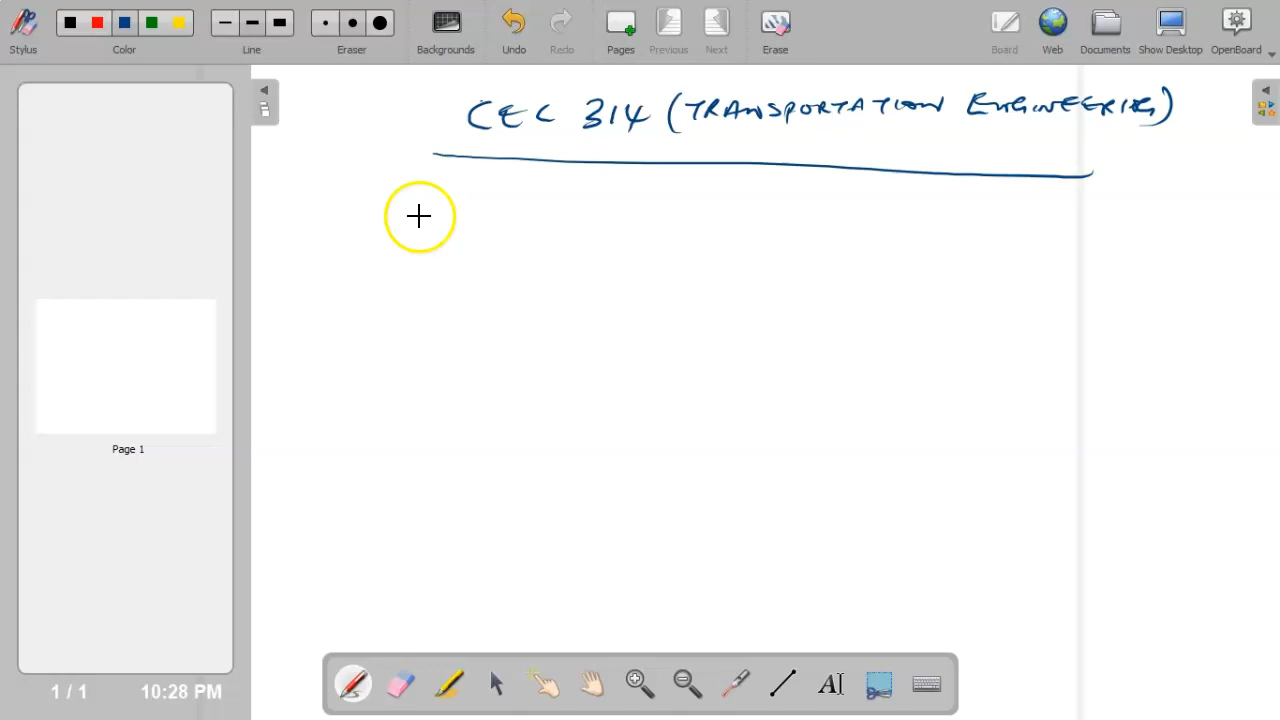 Stylus
Color
Line
Eraser
Backgrounds
Undo
Redo
Pages
Previous
Next
Erase
Board
Web
Documents
Show Desktop
OpenBoard
CEC 314 (TRANSPORTATION ENGINEERING)
Page 1
1 / 1
10:28 PM
AI